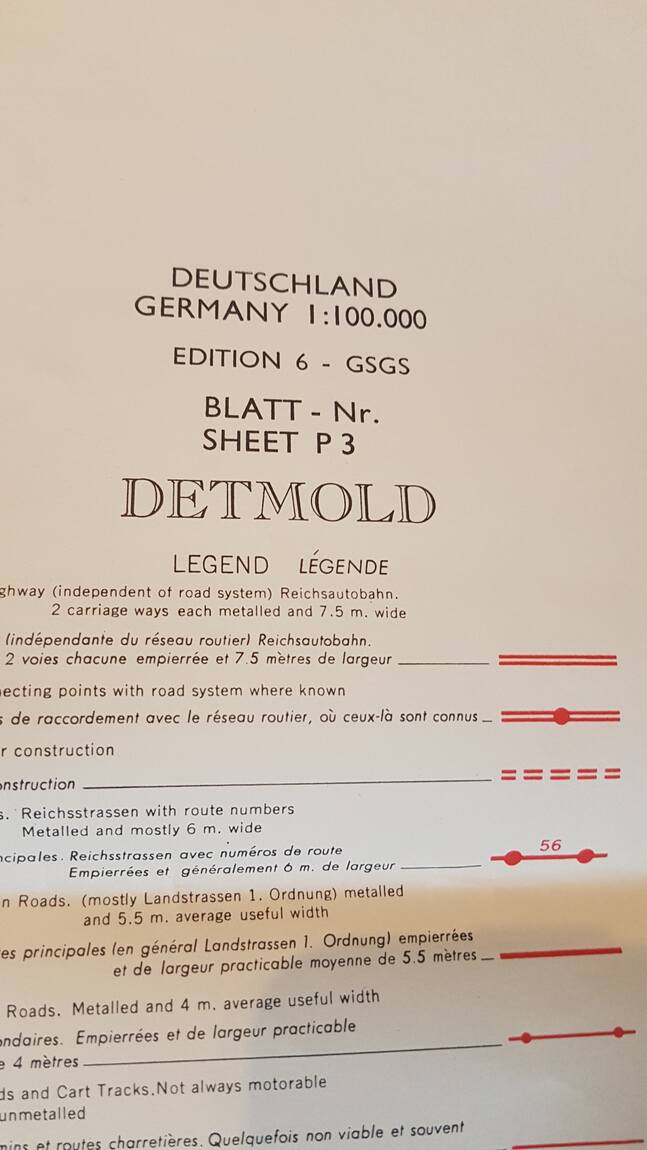 DEUTSCHLAND
GERMANY 1:100.000
EDITION 6 - GSGS
BLATT - Nr.
SHEET P 3
DETMOLD
LEGEND LÉGENDE
ghway (independent of road system) Reichsautobahn.
2 carriage ways each metalled and 7.5 m. wide
(indépendante du réseau routier) Reichsautobahn.
2 voies chacune empierrée et 7.5 mètres de largeur
ecting points with road system where known
s de raccordement avec le réseau routier, où ceux-là sont connus
r construction
onstruction
s. Reichsstrassen with route numbers
Metalled and mostly 6 m. wide
ncipales. Reichsstrassen avec numéros de route
Empierrées et généralement 6 m. de largeur
56
n Roads. (mostly Landstrassen 1. Ordnung) metalled
and 5.5 m. average useful width
es principales (en général Landstrassen 1. Ordnung) empierrées
et de largeur practicable moyenne de 5.5 mètres
Roads. Metalled and 4 m. average useful width
ondaires. Empierrées et de largeur practicable
e 4 mètres
ds and Cart Tracks. Not always motorable
unmetalled
mins et routes charretières. Quelquefois non viable et souvent